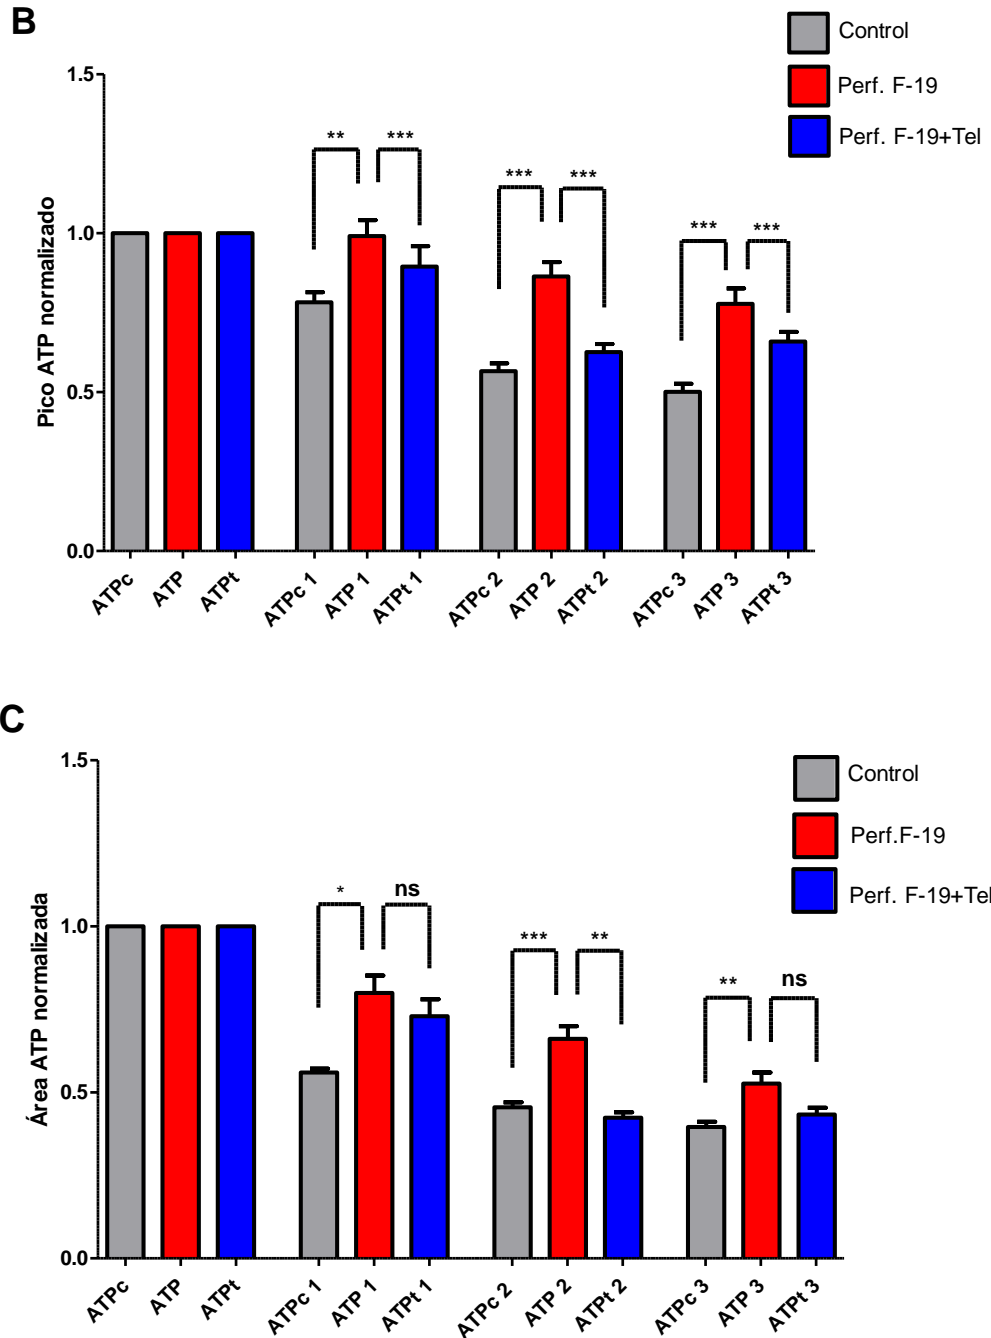 B
Control
Perf. F-19
Perf. F-19+Tel
Pico ATP normalizado
1.5
1.0
0.5
0.0
** *** *** *** *** ***
ATPc ATP ATPt ATPc 1 ATP 1 ATPt 1 ATPc 2 ATP 2 ATPt 2 ATPc 3 ATP 3 ATPt 3
C
Control
Perf.F-19
Perf. F-19+Tel
Área ATP normalizada
1.5
1.0
0.5
0.0
* ns *** ** ** ns
ATPc ATP ATPt ATPc 1 ATP 1 ATPt 1 ATPc 2 ATP 2 ATPt 2 ATPc 3 ATP 3 ATPt 3